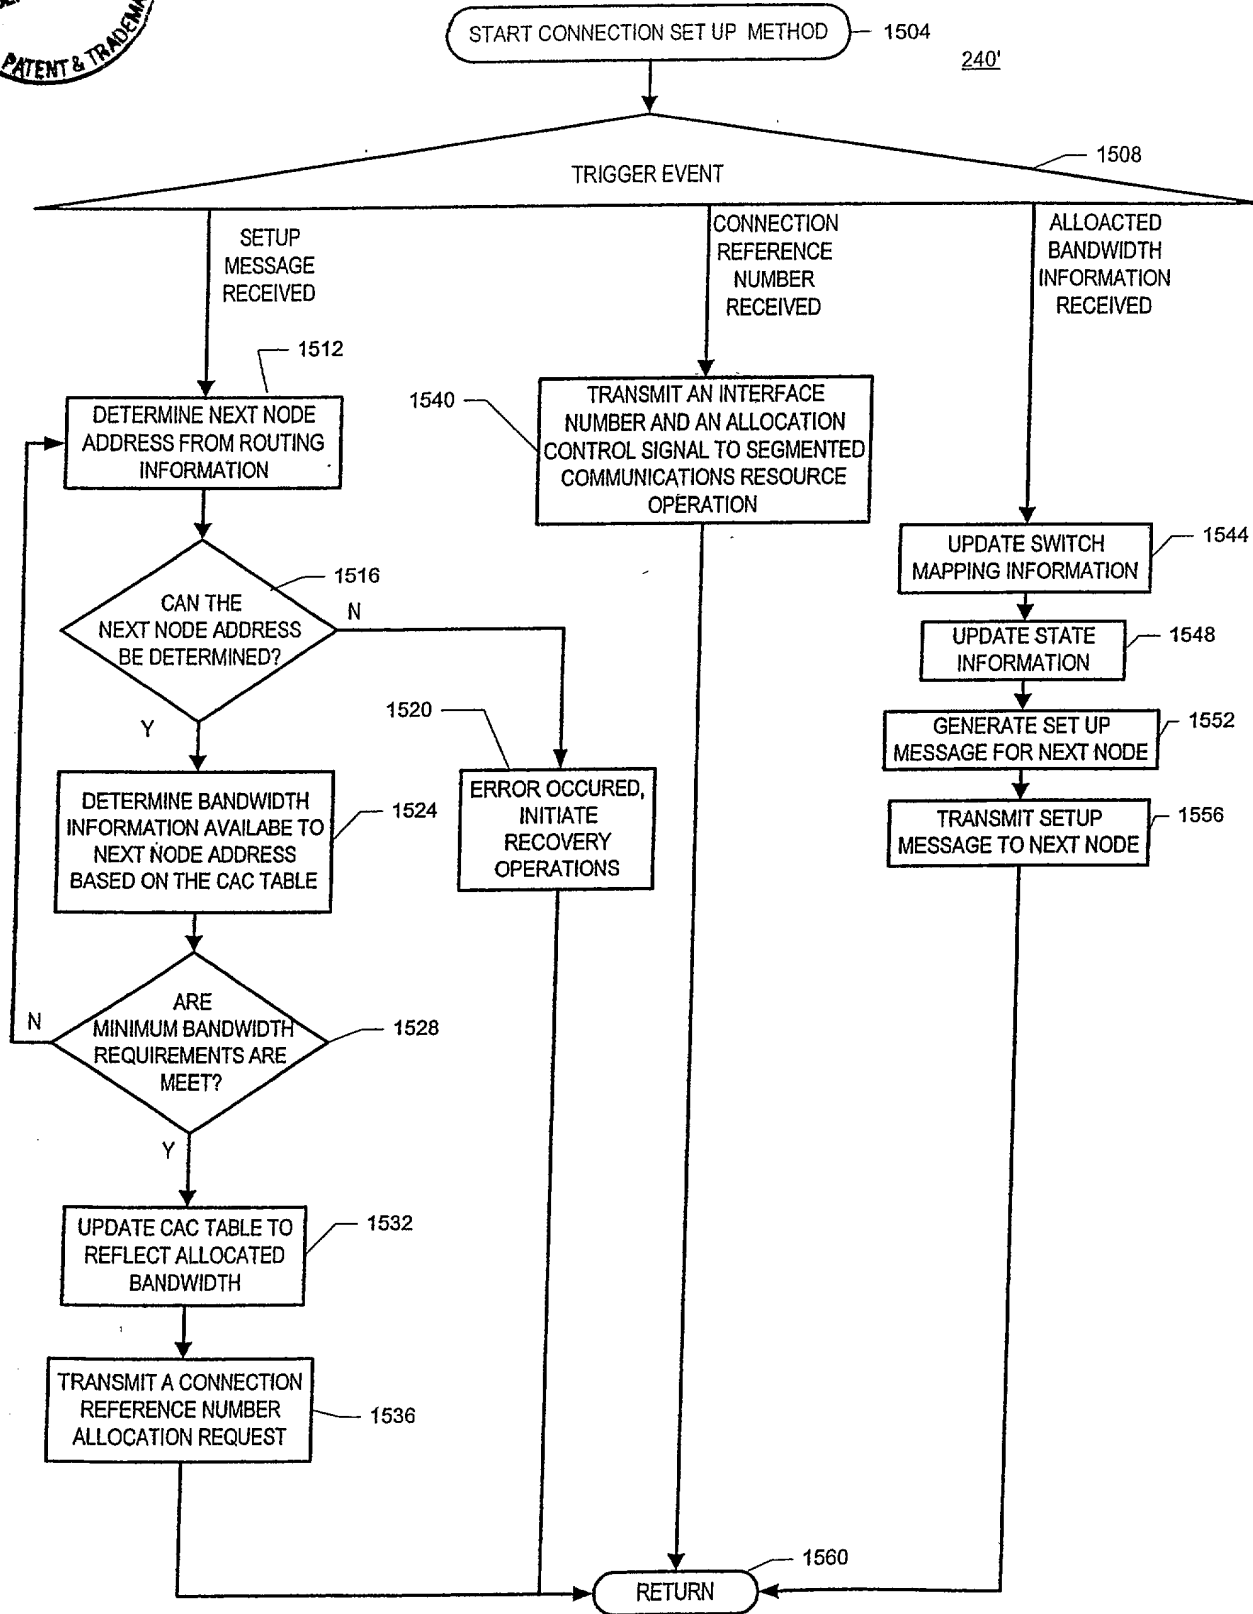 PATENT & TRADEMA
START CONNECTION SET UP METHOD
1504
240'
TRIGGER EVENT
1508
SETUP
MESSAGE
RECEIVED
CONNECTION
REFERENCE
NUMBER
RECEIVED
ALLOACTED
BANDWIDTH
INFORMATION
RECEIVED
1512
DETERMINE NEXT NODE
ADDRESS FROM ROUTING
INFORMATION
1540
TRANSMIT AN INTERFACE
NUMBER AND AN ALLOCATION
CONTROL SIGNAL TO SEGMENTED
COMMUNICATIONS RESOURCE
OPERATION
1516
CAN THE
NEXT NODE ADDRESS
BE DETERMINED?
N
Y
1544
UPDATE SWITCH
MAPPING INFORMATION
1548
UPDATE STATE
INFORMATION
1552
GENERATE SET UP
MESSAGE FOR NEXT NODE
1556
TRANSMIT SETUP
MESSAGE TO NEXT NODE
1520
ERROR OCCURED,
INITIATE
RECOVERY
OPERATIONS
DETERMINE BANDWIDTH
INFORMATION AVAILABE TO
NEXT NODE ADDRESS
BASED ON THE CAC TABLE
1524
ARE
MINIMUM BANDWIDTH
REQUIREMENTS ARE
MEET?
1528
N
Y
UPDATE CAC TABLE TO
REFLECT ALLOCATED
BANDWIDTH
1532
TRANSMIT A CONNECTION
REFERENCE NUMBER
ALLOCATION REQUEST
1536
1560
RETURN